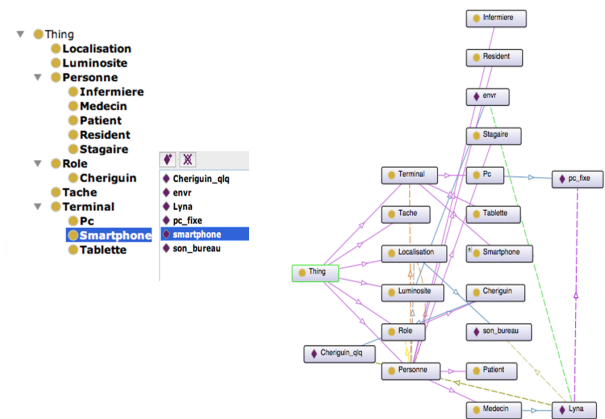 Thing
Localisation
Luminosite
Personne
Infermiere
Medecin
Patient
Resident
Stagaire
Role
Cheriguin
Tache
Terminal
Pc
Smartphone
Tablette
Cheriguin_qlq
envr
Lyna
pc_fixe
smartphone
son_bureau
Infermiere
Resident
envr
Stagaire
Terminal
Pc
pc_fixe
Tache
Tablette
Localisation
Smartphone
Thing
Luminosite
Cheriguin
Role
son_bureau
Cheriguin_qlq
Personne
Patient
Medecin
Lyna